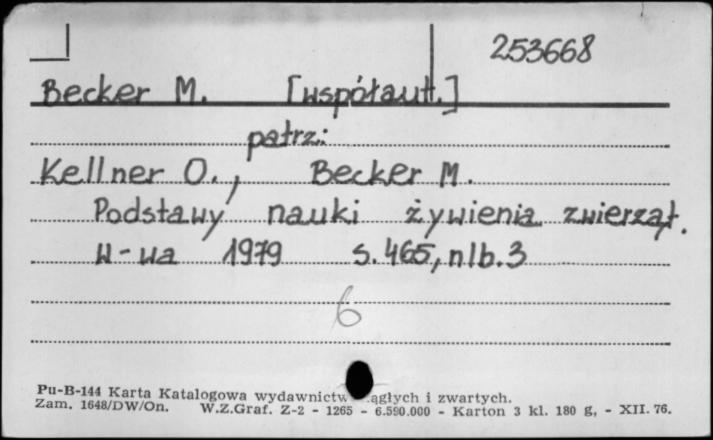 253668
Becker M. [współaut.]
patrz:
Kellner O., Becker M.
Podstawy nauki żywienia zwierząt.
W-wa 1979 s. 465, nlb. 3
6
Pu-B-144 Karta Katalogowa wydawnictw ągłych i zwartych.
Zam. 1648/DW/On. W.Z.Graf. Z-2 - 1265 - 6.590.000 - Karton 3 kl. 180 g, - XII. 76.